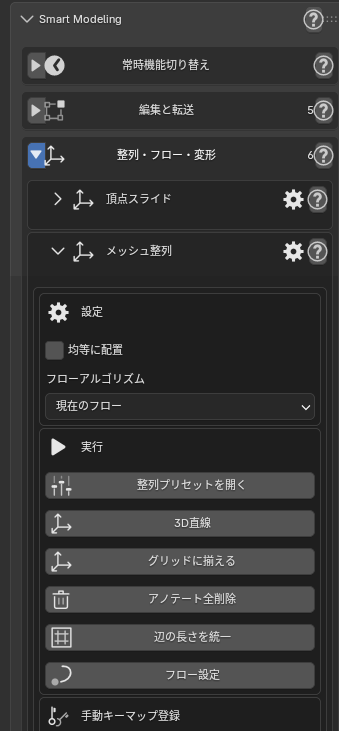 Smart Modeling
常時機能切り替え
編集と転送 5
整列・フロー・変形 6
頂点スライド
メッシュ整列
設定
均等に配置
フローアルゴリズム
現在のフロー
実行
整列プリセットを開く
3D直線
グリッドに揃える
アノテート全削除
辺の長さを統一
フロー設定
手動キーマップ登録